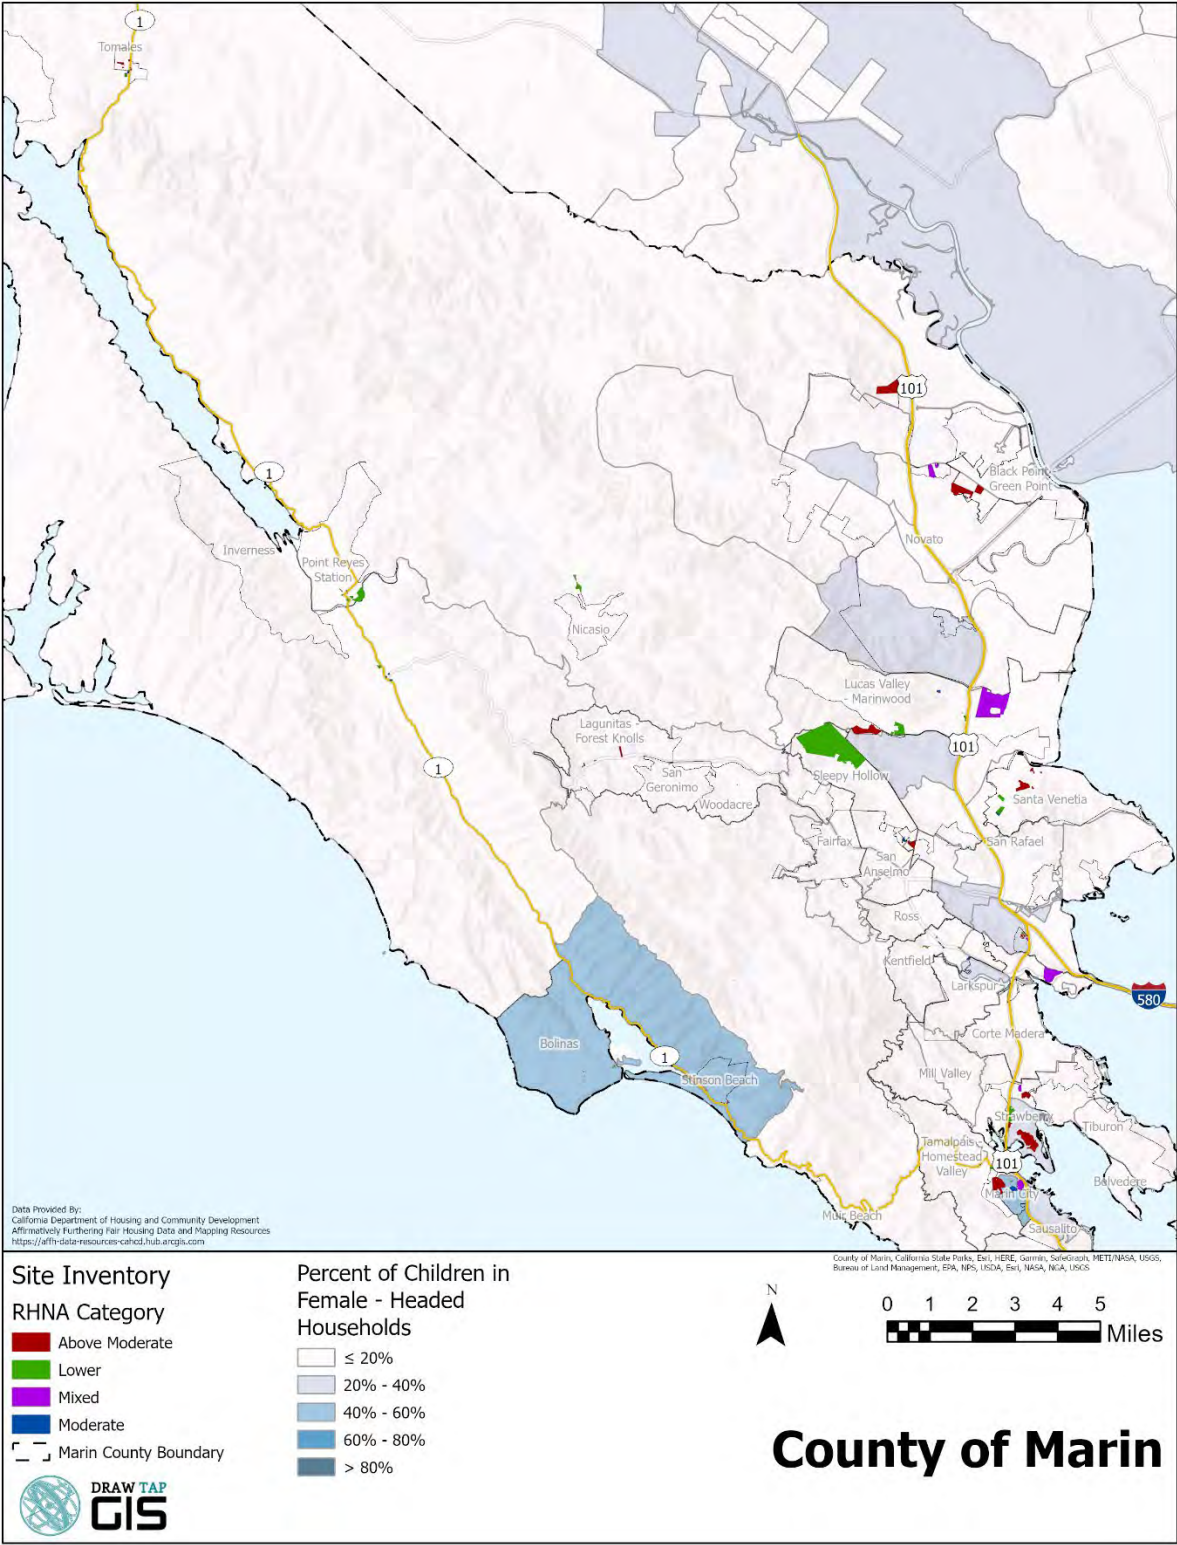 1
Tomales
101
Black Point-
Green Point
1
Novato
Inverness
Point Reyes
Station
Nicasio
Lucas Valley
- Marinwood
Lagunitas -
Forest Knolls
101
1
San
Geronimo
Sleepy Hollow
Woodacre
Santa Venetia
Fairfax
San Rafael
San
Anselmo
Ross
Kentfield
Larkspur
580
Corte Madera
Bolinas
1
Stinson Beach
Mill Valley
Strawberry
Tiburon
Tamalpais
Homestead
Valley
101
Belvedere
Marin City
Muir Beach
Sausalito
Data Provided By:
California Department of Housing and Community Development
Affirmatively Furthering Fair Housing Data and Mapping Resources
https://affh-data-resources-cahcd.hub.arcgis.com
County of Marin, California State Parks, Esri, HERE, Garmin, SafeGraph, METI/NASA, USGS,
Bureau of Land Management, EPA, NPS, USDA, Esri, NASA, NGA, USGS
Site Inventory
RHNA Category
Above Moderate
Lower
Mixed
Moderate
Marin County Boundary
DRAW TAP
GIS
Percent of Children in
Female - Headed
Households
≤ 20%
20% - 40%
40% - 60%
60% - 80%
> 80%
N
0 1 2 3 4 5
Miles
County of Marin